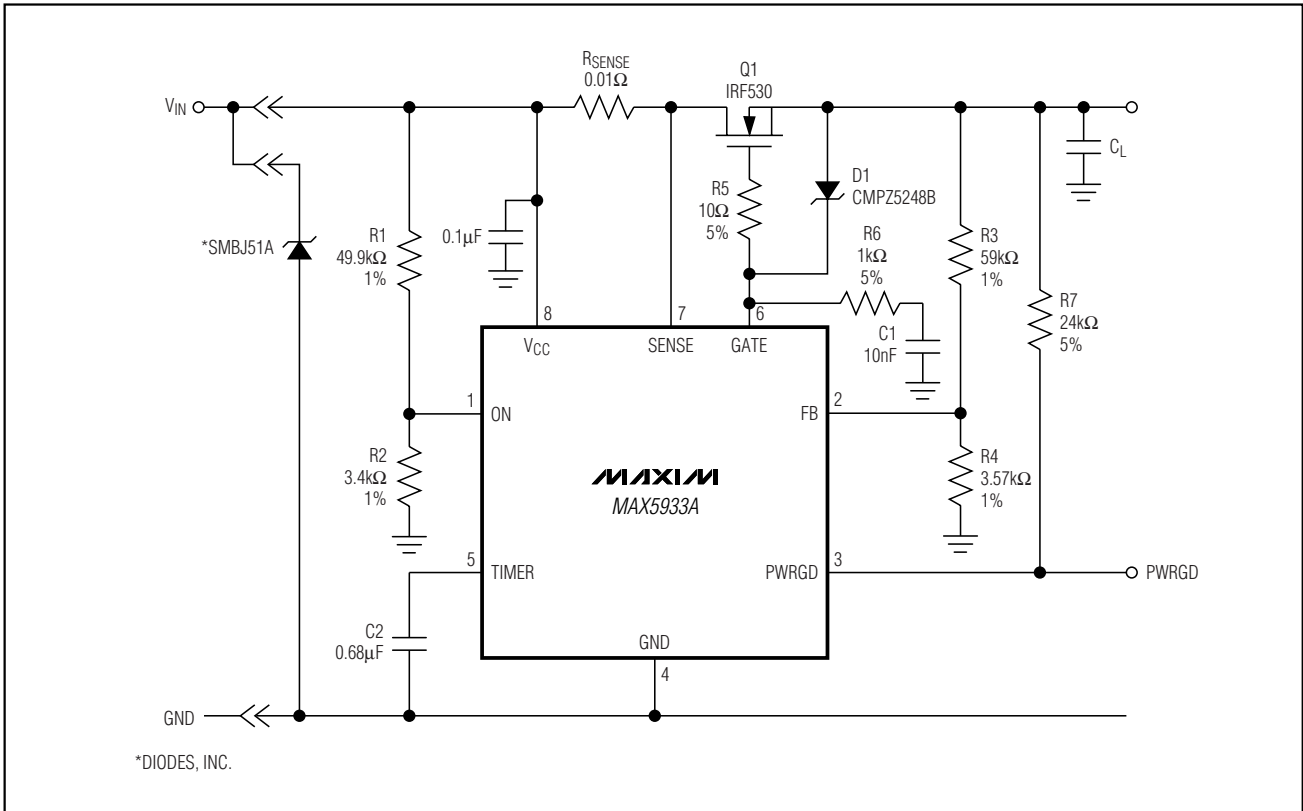 RSENSE
0.01Ω
Q1
IRF530
VIN
CL
D1
CMPZ5248B
R5
10Ω
5%
R6
1kΩ
5%
*SMBJ51A
R1
49.9kΩ
1%
0.1μF
R3
59kΩ
1%
R7
24kΩ
5%
C1
10nF
8
7
6
VCC
SENSE
GATE
1
ON
2
FB
R2
3.4kΩ
1%
MAXIM
MAX5933A
R4
3.57kΩ
1%
5
TIMER
3
PWRGD
PWRGD
C2
0.68μF
GND
4
GND
*DIODES, INC.